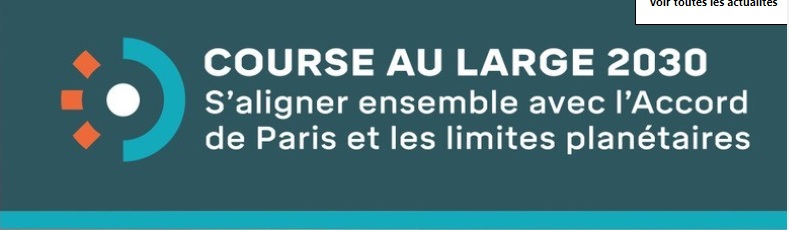 Voir toutes les actualités
COURSE AU LARGE 2030
S'aligner ensemble avec l'Accord
de Paris et les limites planétaires